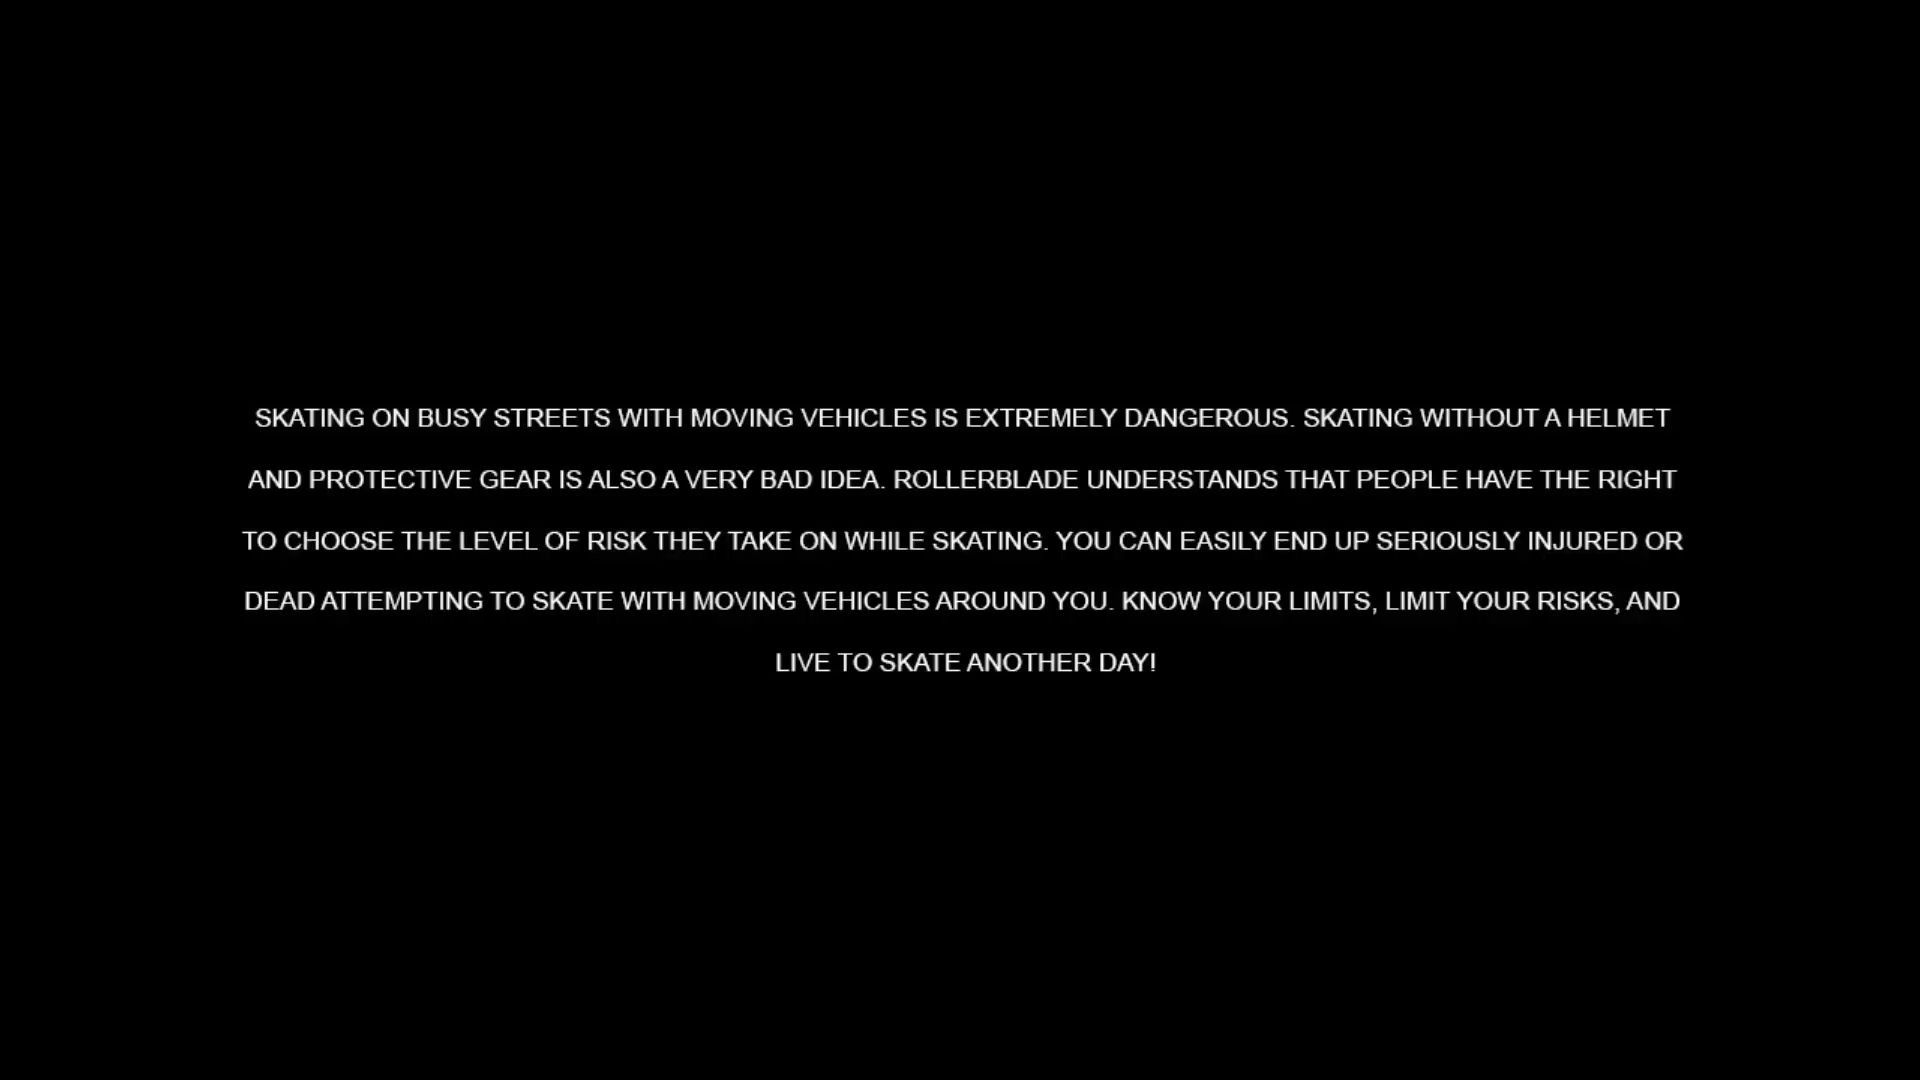 SKATING ON BUSY STREETS WITH MOVING VEHICLES IS EXTREMELY DANGEROUS. SKATING WITHOUT A HELMET
AND PROTECTIVE GEAR IS ALSO A VERY BAD IDEA. ROLLERBLADE UNDERSTANDS THAT PEOPLE HAVE THE RIGHT
TO CHOOSE THE LEVEL OF RISK THEY TAKE ON WHILE SKATING. YOU CAN EASILY END UP SERIOUSLY INJURED OR
DEAD ATTEMPTING TO SKATE WITH MOVING VEHICLES AROUND YOU. KNOW YOUR LIMITS, LIMIT YOUR RISKS, AND
LIVE TO SKATE ANOTHER DAY!